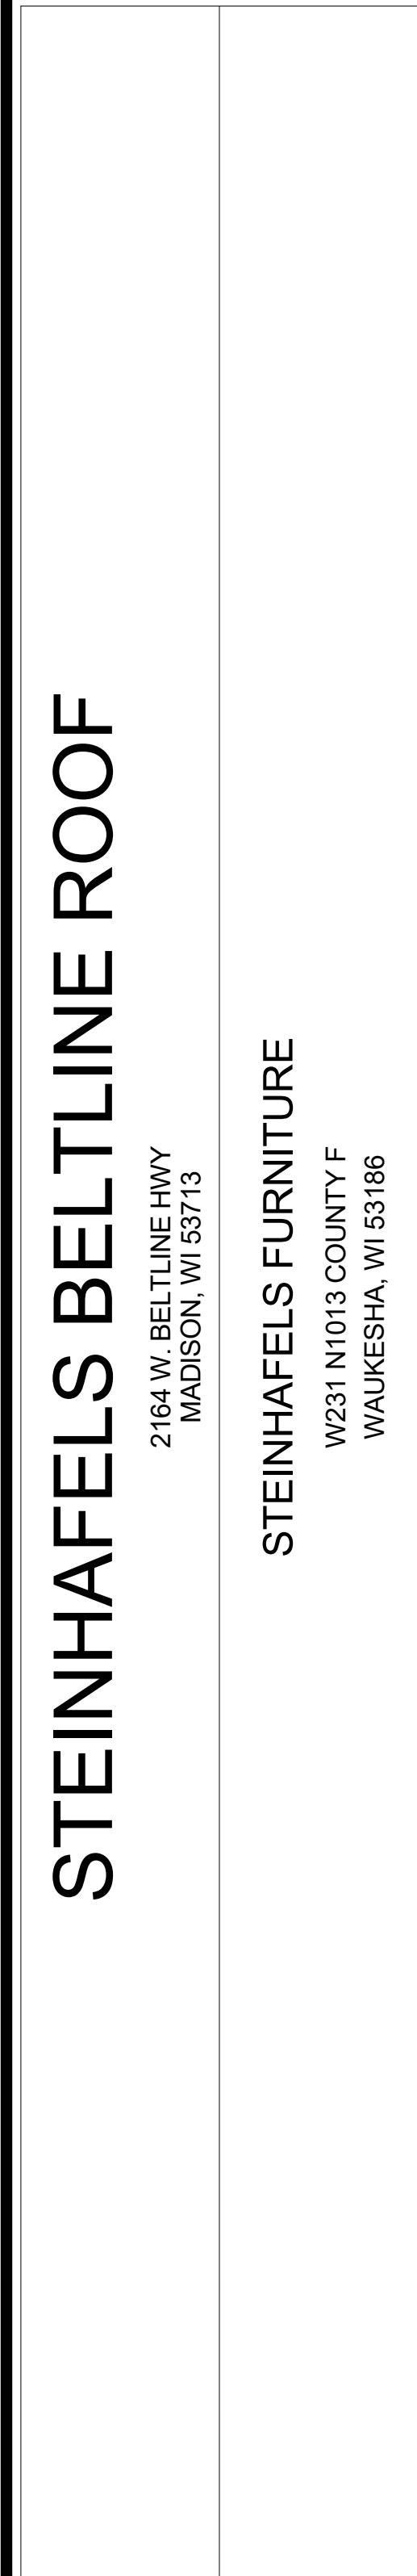 STEINHAFELS BELTLINE ROOF
2164 W. BELTLINE HWY
MADISON, WI 53713
STEINHAFELS FURNITURE
W231 N1013 COUNTY F
WAUKESHA, WI 53186